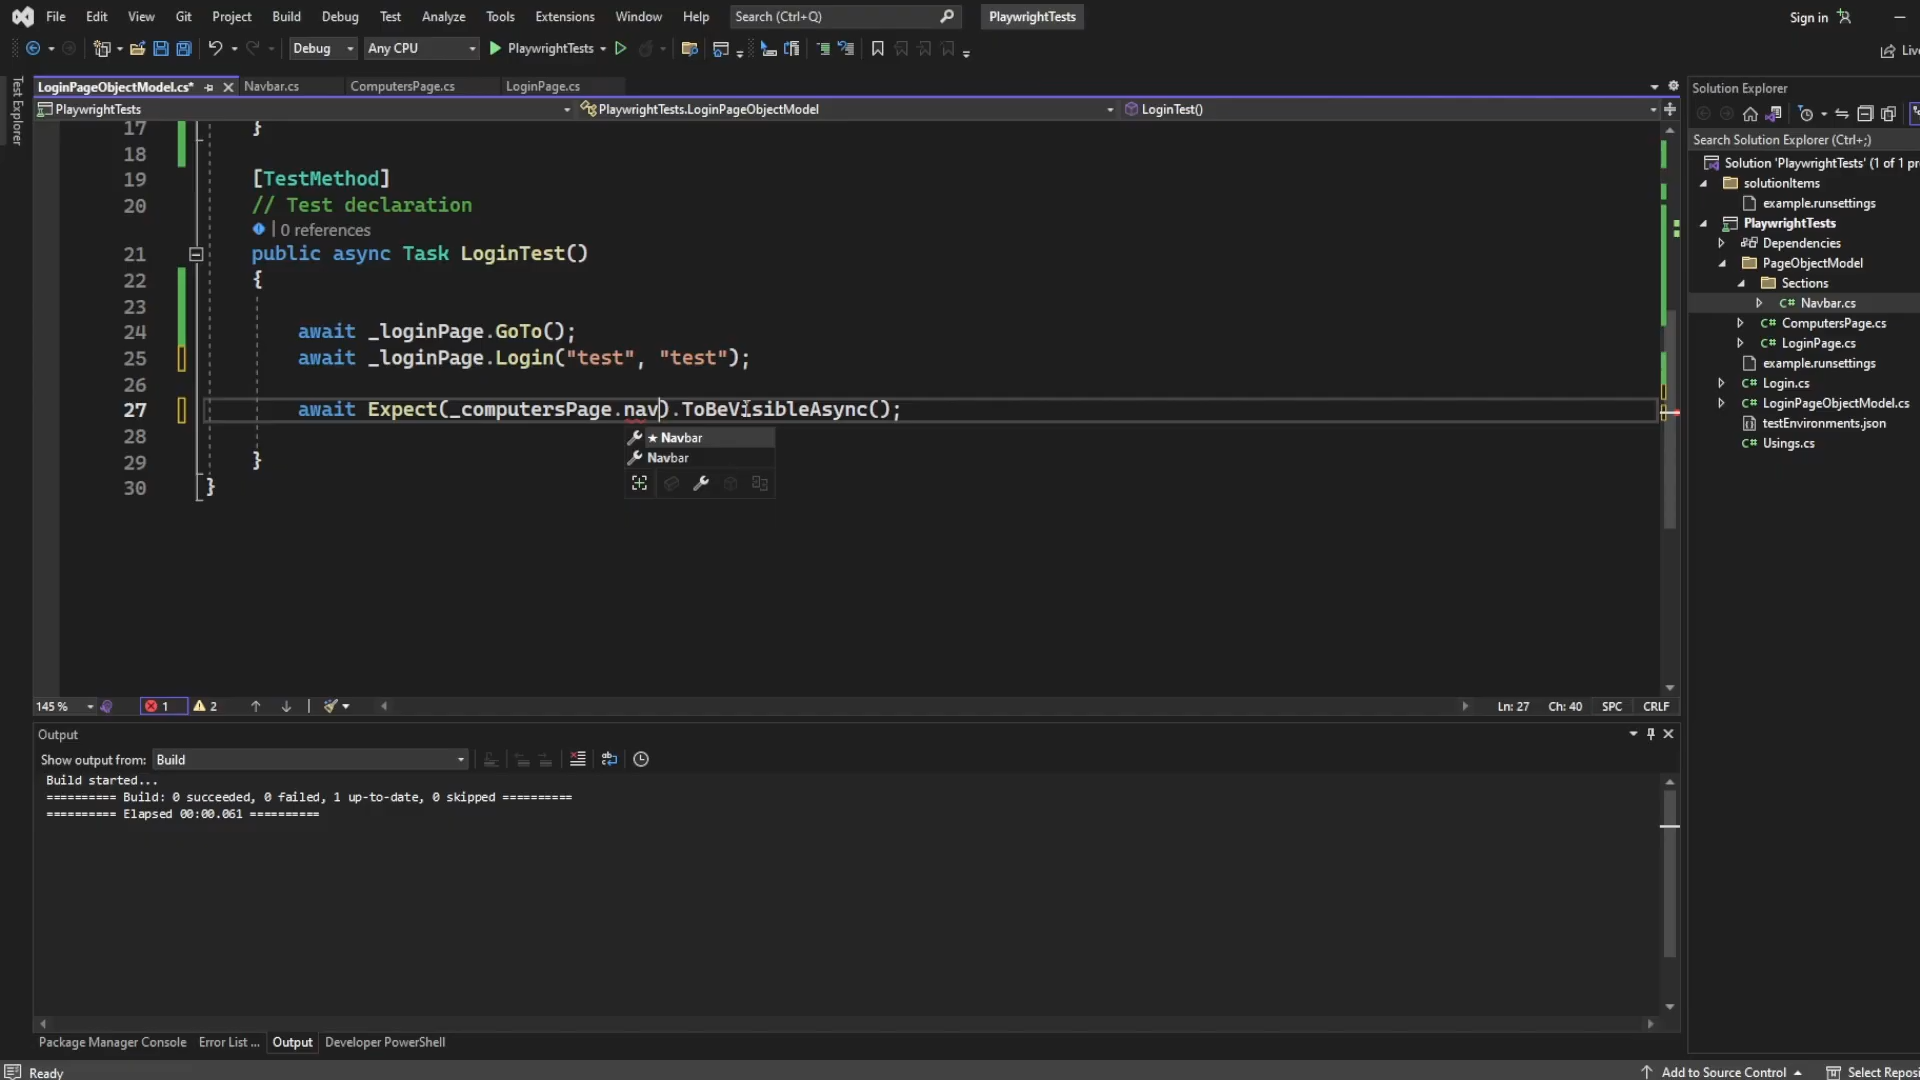 File Edit View Git Project Build Debug Test Analyze Tools Extensions Window Help Search (Ctrl+Q) PlaywrightTests Sign in
Debug Any CPU PlaywrightTests Live
Test Explorer
LoginPageObjectModel.cs* Navbar.cs ComputersPage.cs LoginPage.cs
PlaywrightTests PlaywrightTests.LoginPageObjectModel LoginTest()
17 }
18
19 [TestMethod]
20 // Test declaration
0 references
21 public async Task LoginTest()
22 {
23
24 await _loginPage.GoTo();
25 await _loginPage.Login("test", "test");
26
27 await Expect(_computersPage.nav).ToBeVisibleAsync();
★ Navbar
28
Navbar
29 }
30 }
145 % 1 2 Ln: 27 Ch: 40 SPC CRLF
Output
Show output from: Build
Build started...
========== Build: 0 succeeded, 0 failed, 1 up-to-date, 0 skipped ==========
========== Elapsed 00:00.061 ==========
Package Manager Console Error List ... Output Developer PowerShell
Ready Add to Source Control Select Reposi
Solution Explorer
Search Solution Explorer (Ctrl+;)
Solution 'PlaywrightTests' (1 of 1 pr
solutionItems
example.runsettings
PlaywrightTests
Dependencies
PageObjectModel
Sections
C# Navbar.cs
C# ComputersPage.cs
C# LoginPage.cs
example.runsettings
C# Login.cs
C# LoginPageObjectModel.cs
testEnvironments.json
C# Usings.cs